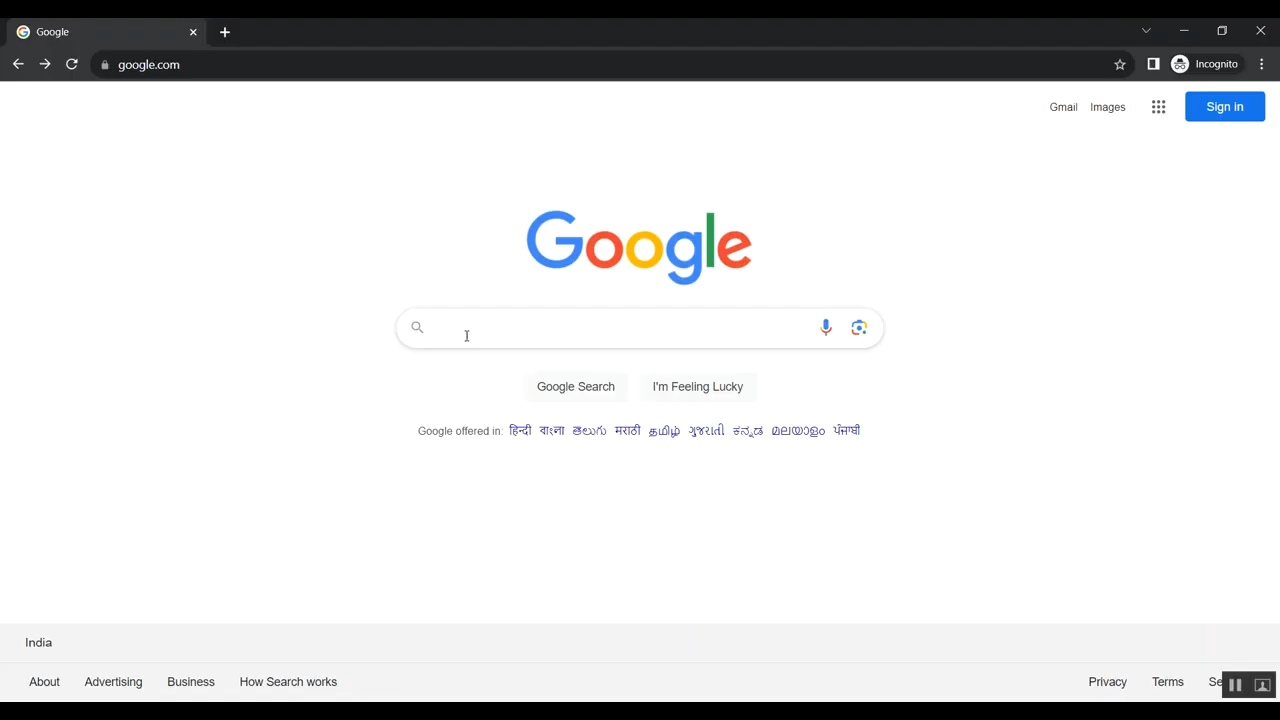 Google
google.com
Incognito
Gmail Images
Sign in
Google
Google Search I'm Feeling Lucky
Google offered in: हिन्दी বাংলা తెలుగు मराठी தமிழ் ગુજરાતી ಕನ್ನಡ മലയാളം ਪੰਜਾਬੀ
India
About Advertising Business How Search works Privacy Terms Se